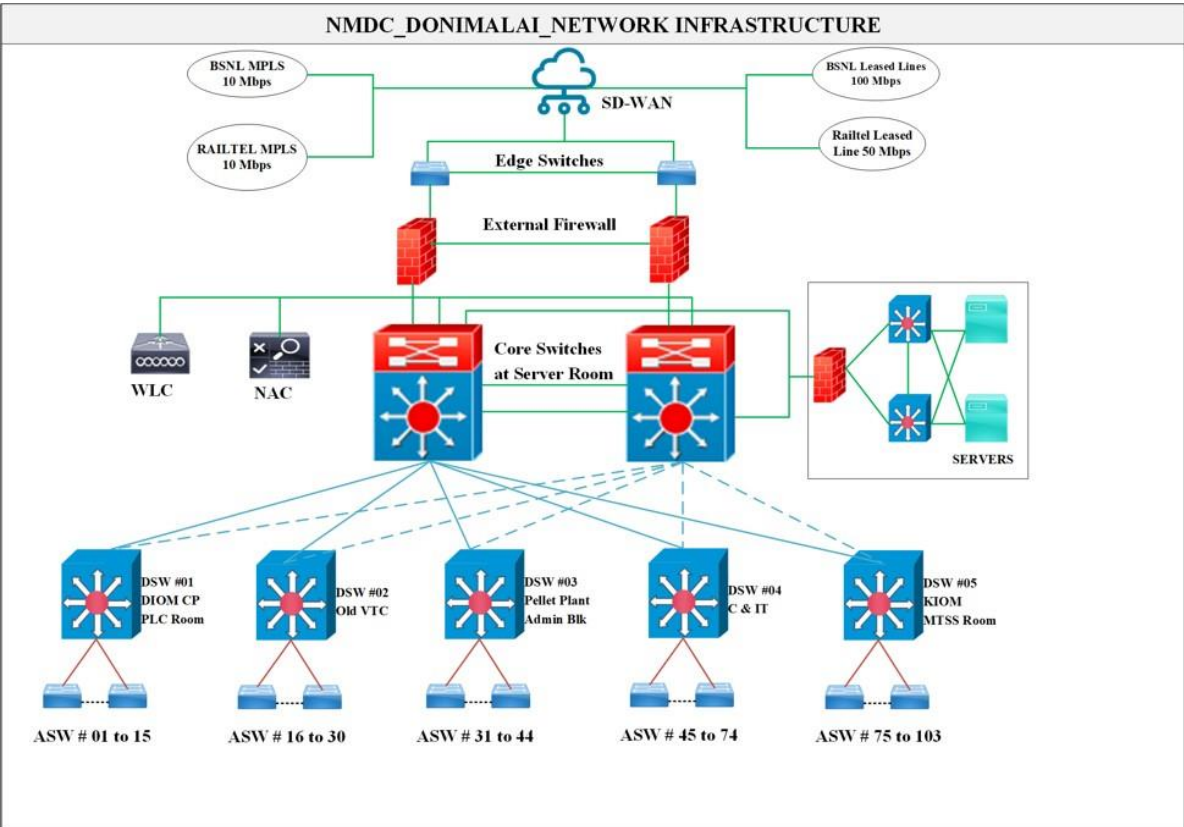 NMDC_DONIMALAI_NETWORK INFRASTRUCTURE
BSNL MPLS
10 Mbps
BSNL Leased Lines
100 Mbps
SD-WAN
RAILTEL MPLS
10 Mbps
Railtel Leased
Line 50 Mbps
Edge Switches
External Firewall
WLC
NAC
Core Switches
at Server Room
SERVERS
DSW #01
DIOM CP
PLC Room
DSW #02
Old VTC
DSW #03
Pellet Plant
Admin Blk
DSW #04
C & IT
DSW #05
KIOM
MTSS Room
ASW # 01 to 15
ASW # 16 to 30
ASW # 31 to 44
ASW # 45 to 74
ASW # 75 to 103